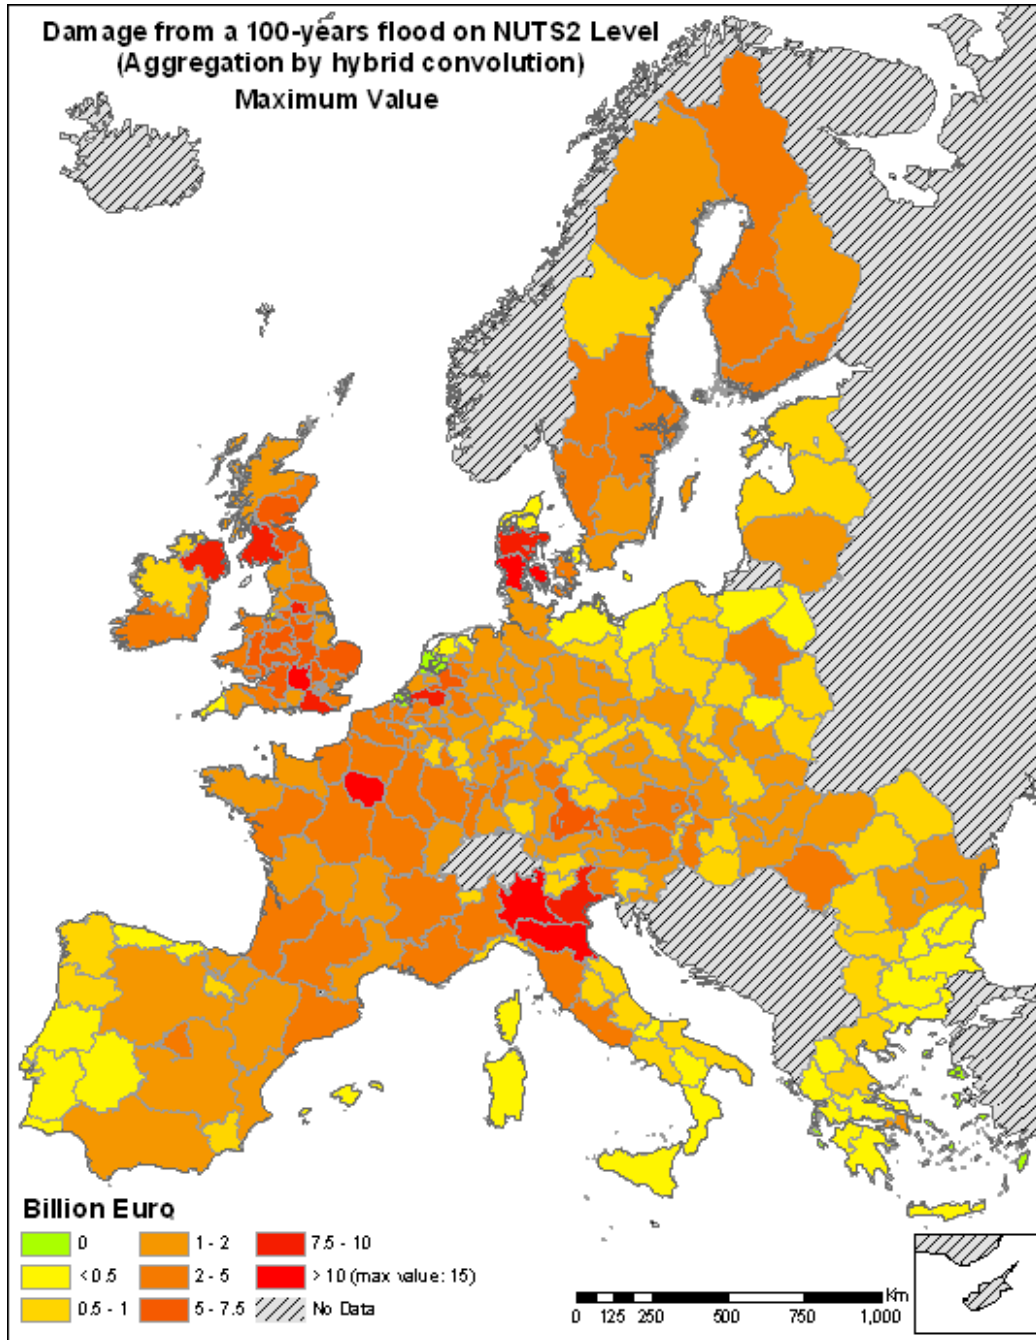 Damage from a 100-years flood on NUTS2 Level
(Aggregation by hybrid convolution)
Maximum Value
Billion Euro
0
< 0.5
0.5 - 1
1 - 2
2 - 5
5 - 7.5
7.5 - 10
> 10 (max value: 15)
No Data
Km
0 125 250 500 750 1,000